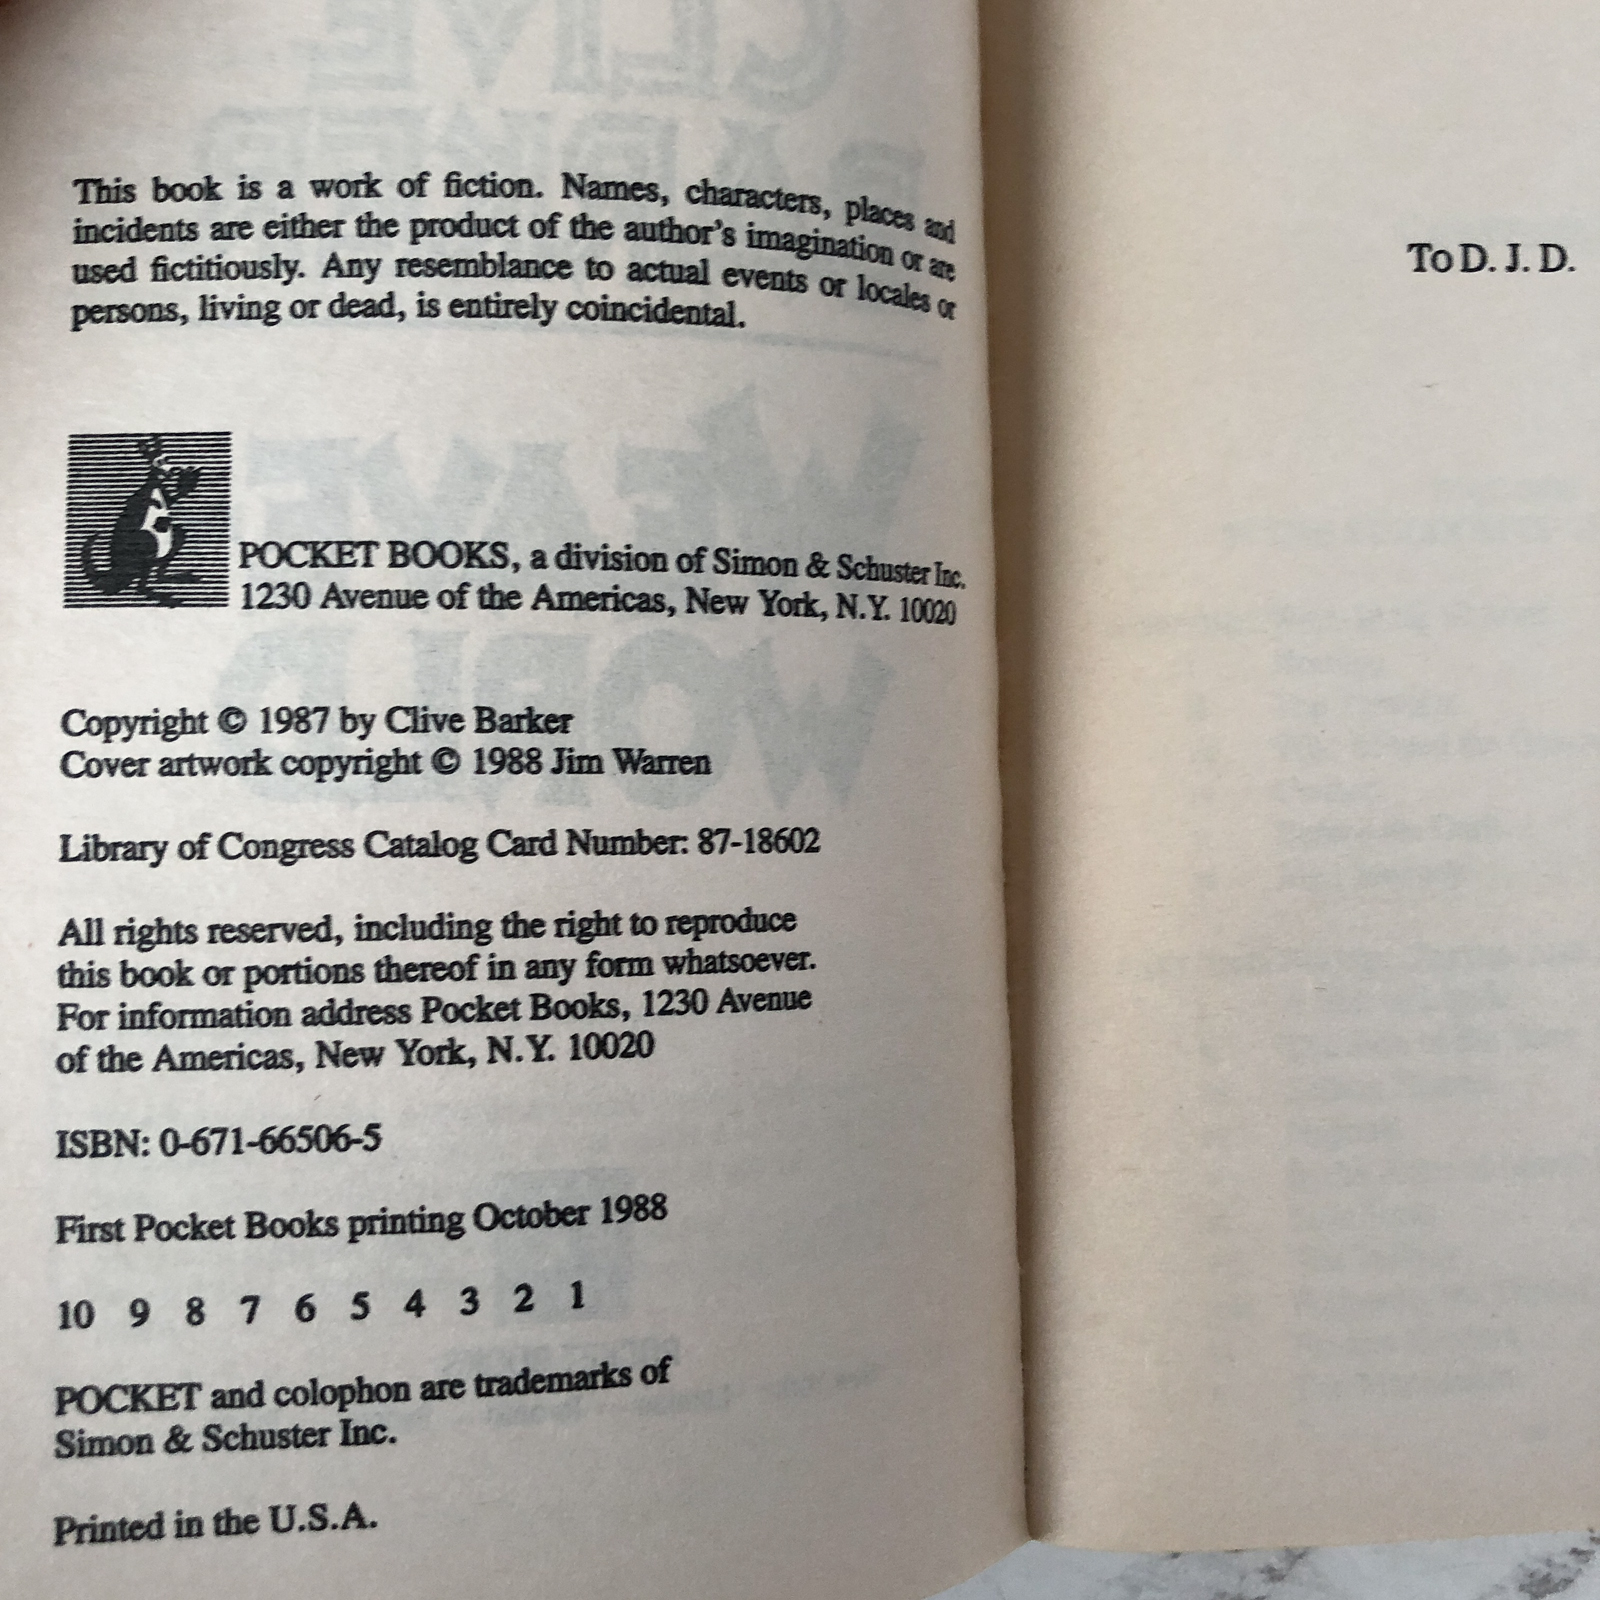 This book is a work of fiction. Names, characters, places and
incidents are either the product of the author's imagination or are
used fictitiously. Any resemblance to actual events or locales or
persons, living or dead, is entirely coincidental.
POCKET BOOKS, a division of Simon & Schuster Inc.
1230 Avenue of the Americas, New York, N.Y. 10020
Copyright © 1987 by Clive Barker
Cover artwork copyright © 1988 Jim Warren
Library of Congress Catalog Card Number: 87-18602
All rights reserved, including the right to reproduce
this book or portions thereof in any form whatsoever.
For information address Pocket Books, 1230 Avenue
of the Americas, New York, N.Y. 10020
ISBN: 0-671-66506-5
First Pocket Books printing October 1988
10 9 8 7 6 5 4 3 2 1
POCKET and colophon are trademarks of
Simon & Schuster Inc.
Printed in the U.S.A.
To D. J. D.